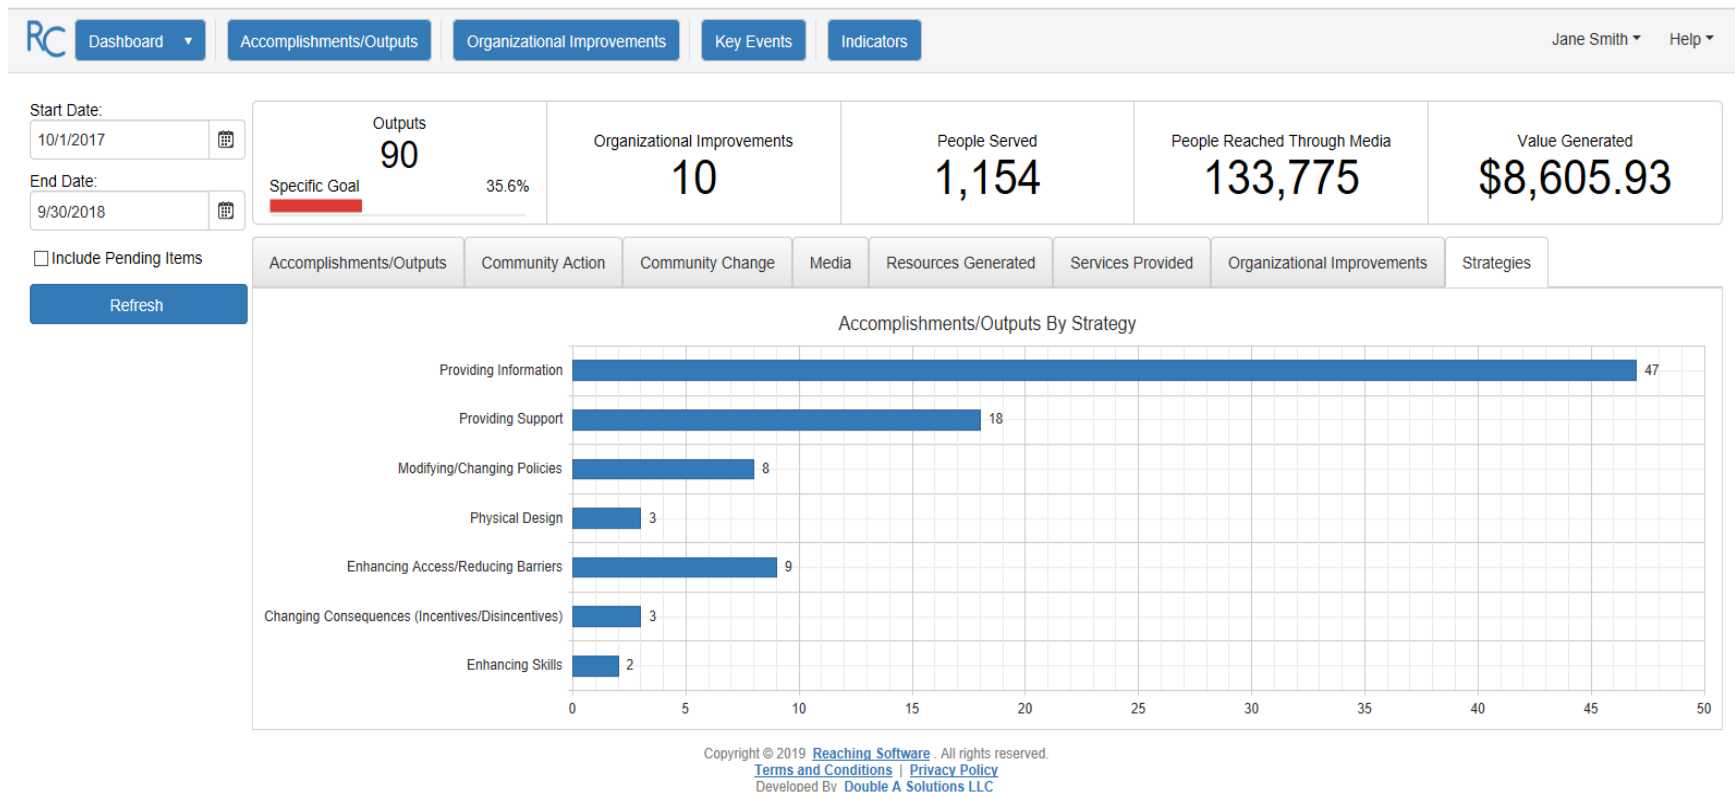 RC Dashboard Accomplishments/Outputs Organizational Improvements Key Events Indicators Jane Smith Help
Start Date:
10/1/2017
End Date:
9/30/2018
Include Pending Items
Refresh
Outputs
90
Specific Goal 35.6%
Organizational Improvements
10
People Served
1,154
People Reached Through Media
133,775
Value Generated
$8,605.93
Accomplishments/Outputs Community Action Community Change Media Resources Generated Services Provided Organizational Improvements Strategies
Accomplishments/Outputs By Strategy
Providing Information 47
Providing Support 18
Modifying/Changing Policies 8
Physical Design 3
Enhancing Access/Reducing Barriers 9
Changing Consequences (Incentives/Disincentives) 3
Enhancing Skills 2
0 5 10 15 20 25 30 35 40 45 50
Copyright © 2019 Reaching Software . All rights reserved.
Terms and Conditions | Privacy Policy
Developed By Double A Solutions LLC